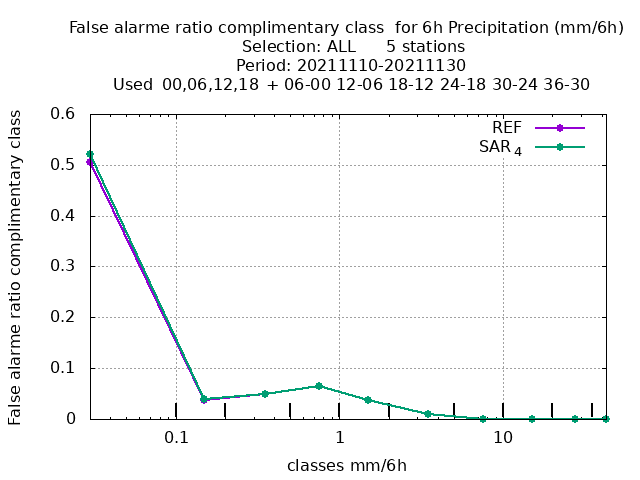 False alarme ratio complimentary class  for 6h Precipitation (mm/6h)
Selection: ALL      5 stations
Period: 20211110-20211130
Used  00,06,12,18  + 06-00 12-06 18-12 24-18 30-24 36-30
False alarme ratio complimentary class
0.6
0.5
0.4
0.3
0.2
0.1
0
REF
SAR 4
0.1
1
10
classes mm/6h